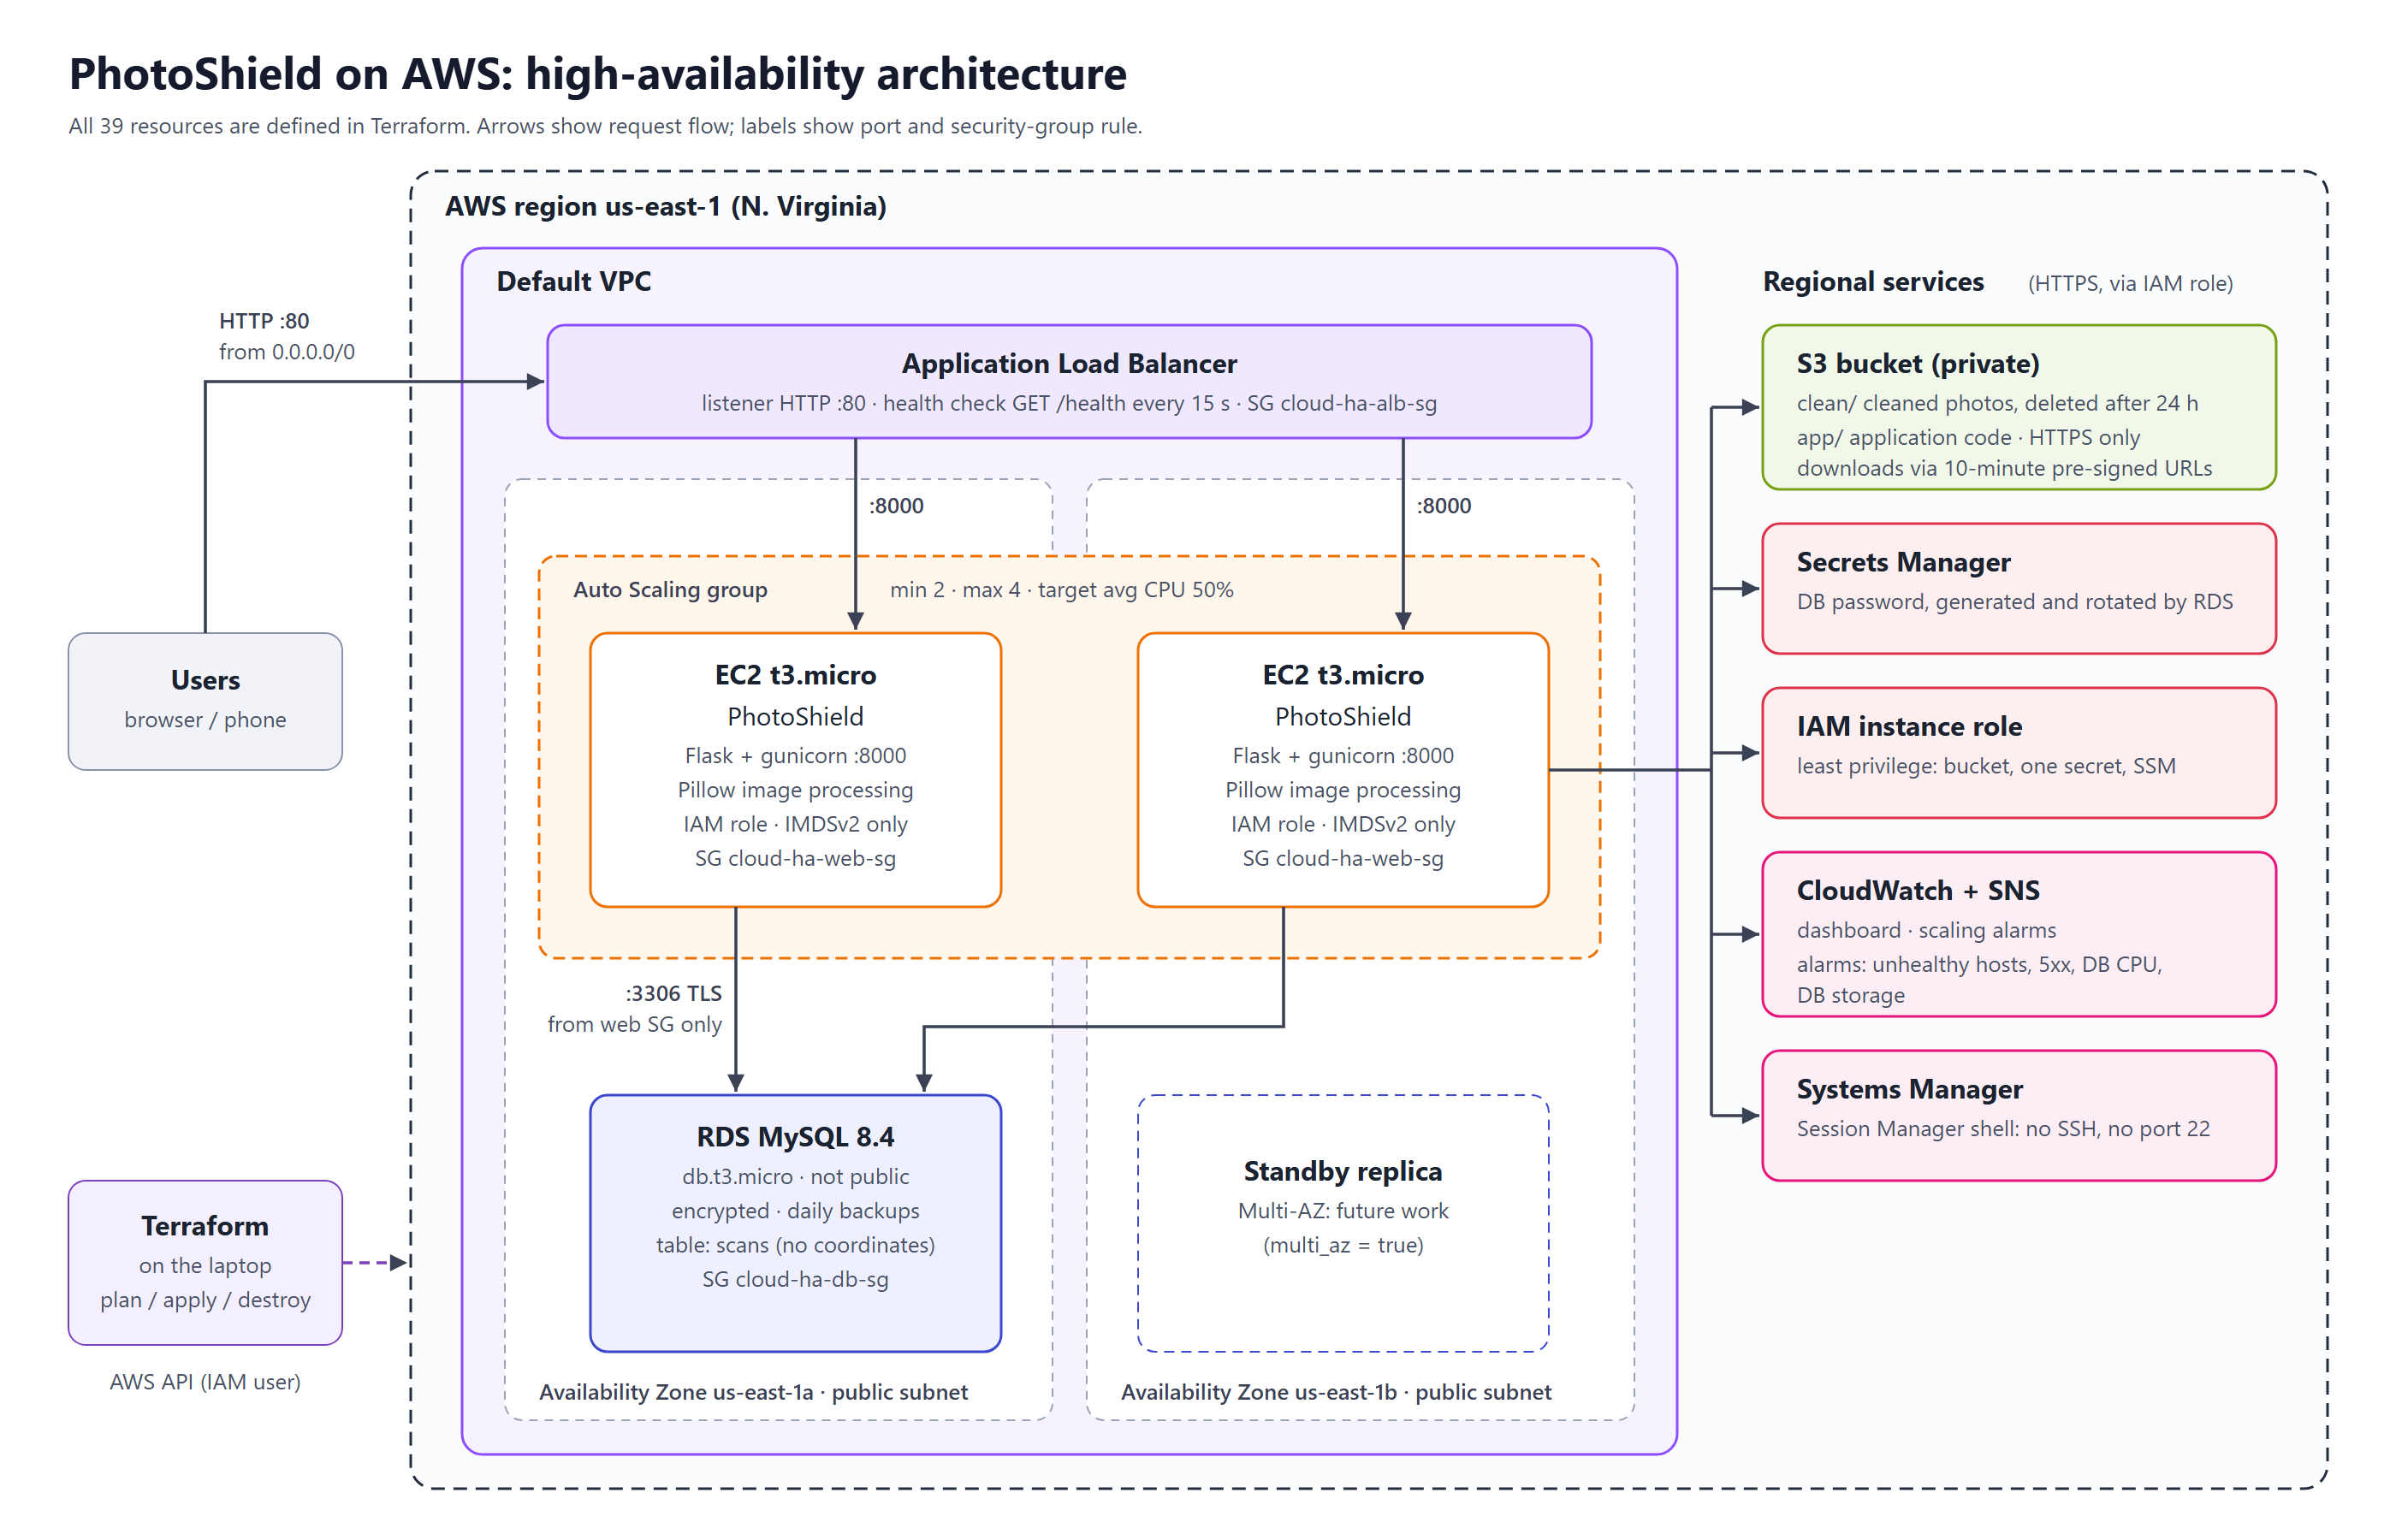 PhotoShield on AWS: high-availability architecture
All 39 resources are defined in Terraform. Arrows show request flow; labels show port and security-group rule.
AWS region us-east-1 (N. Virginia)
Default VPC
HTTP :80
from 0.0.0.0/0
Application Load Balancer
listener HTTP :80 · health check GET /health every 15 s · SG cloud-ha-alb-sg
:8000
:8000
Auto Scaling group
min 2 · max 4 · target avg CPU 50%
EC2 t3.micro
PhotoShield
Flask + gunicorn :8000
Pillow image processing
IAM role · IMDSv2 only
SG cloud-ha-web-sg
EC2 t3.micro
PhotoShield
Flask + gunicorn :8000
Pillow image processing
IAM role · IMDSv2 only
SG cloud-ha-web-sg
Users
browser / phone
:3306 TLS
from web SG only
RDS MySQL 8.4
db.t3.micro · not public
encrypted · daily backups
table: scans (no coordinates)
SG cloud-ha-db-sg
Standby replica
Multi-AZ: future work
(multi_az = true)
Availability Zone us-east-1a · public subnet
Availability Zone us-east-1b · public subnet
Terraform
on the laptop
plan / apply / destroy
AWS API (IAM user)
Regional services (HTTPS, via IAM role)
S3 bucket (private)
clean/ cleaned photos, deleted after 24 h
app/ application code · HTTPS only
downloads via 10-minute pre-signed URLs
Secrets Manager
DB password, generated and rotated by RDS
IAM instance role
least privilege: bucket, one secret, SSM
CloudWatch + SNS
dashboard · scaling alarms
alarms: unhealthy hosts, 5xx, DB CPU,
DB storage
Systems Manager
Session Manager shell: no SSH, no port 22